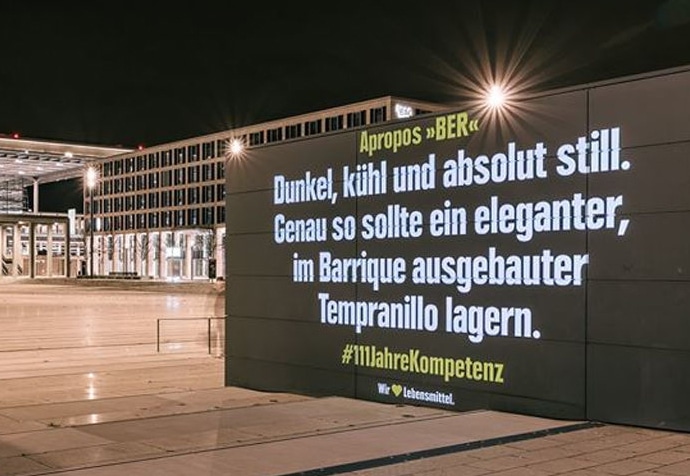 Apropos »BER«
Dunkel, kühl und absolut still.
Genau so sollte ein eleganter,
im Barrique ausgebauter
Tempranillo lagern.
#111JahreKompetenz
Wir 💛 Lebensmittel.